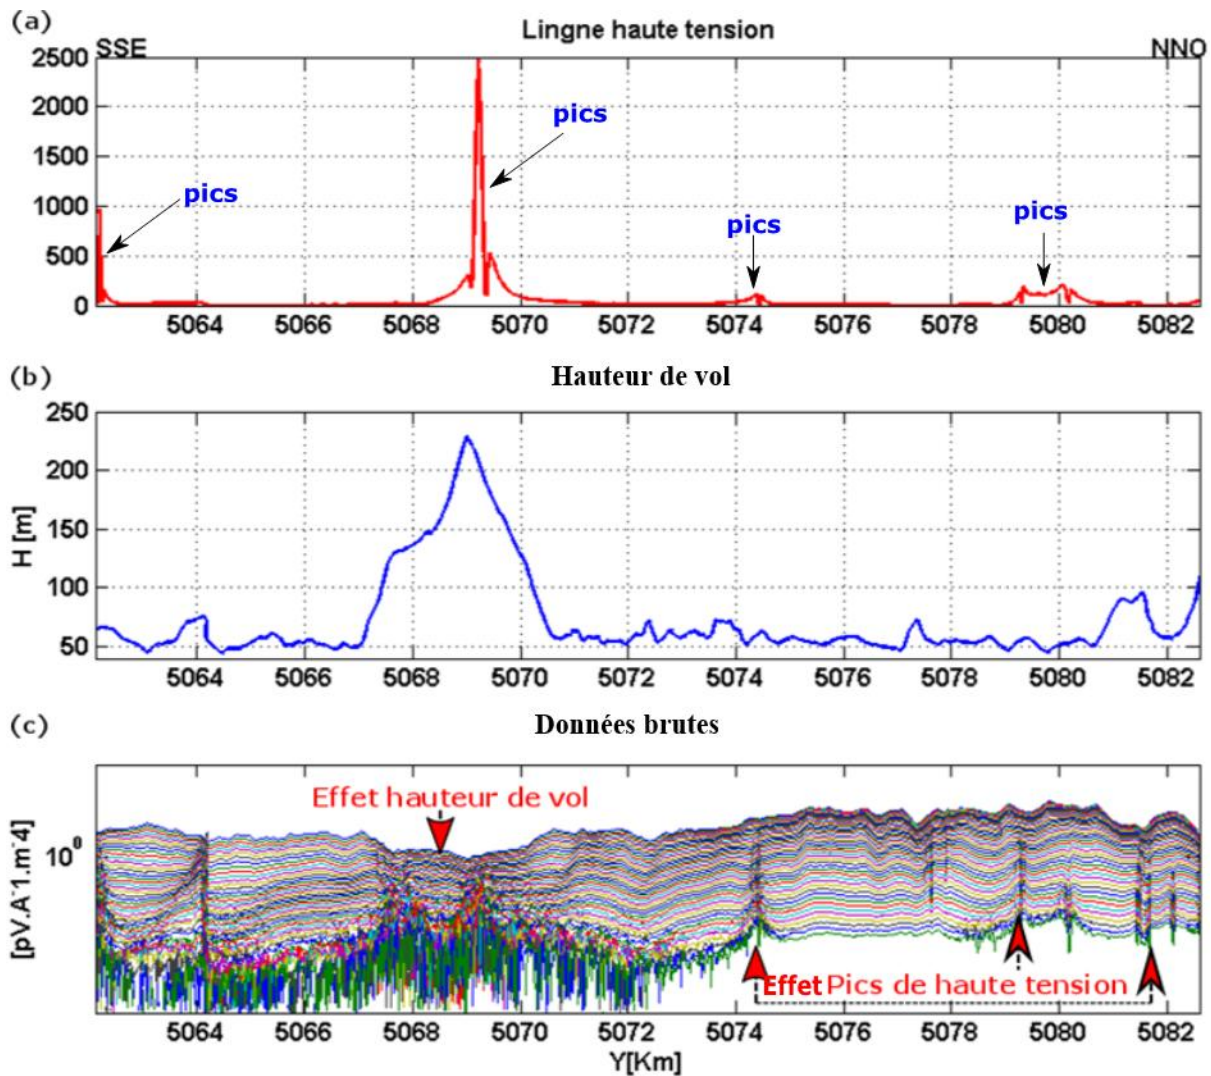 (a)
Lingne haute tension
SSE
NNO
2500
2000
1500
1000
500
0
pics
pics
pics
pics
5064 5066 5068 5070 5072 5074 5076 5078 5080 5082
(b)
Hauteur de vol
250
200
150
100
50
H [m]
5064 5066 5068 5070 5072 5074 5076 5078 5080 5082
(c)
Données brutes
Effet hauteur de vol
10⁰
[pV.A⁻1.m⁻4]
Effet Pics de haute tension
5064 5066 5068 5070 5072 5074 5076 5078 5080 5082
Y[Km]